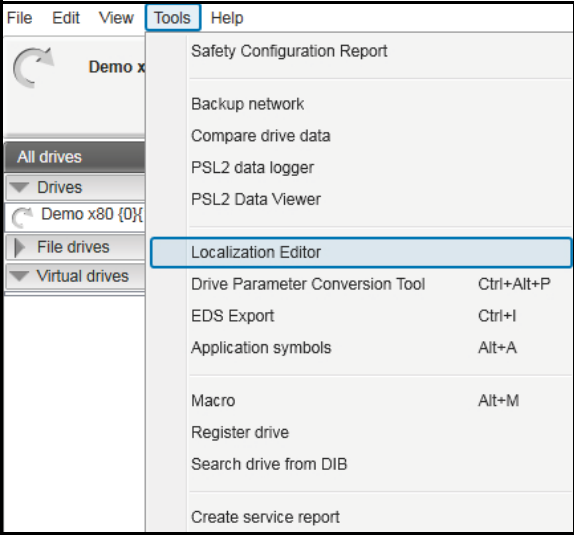 File Edit View Tools Help
Safety Configuration Report
Demo x
Backup network
Compare drive data
All drives
PSL2 data logger
Drives
PSL2 Data Viewer
Demo x80 {0}{
File drives
Localization Editor
Virtual drives
Drive Parameter Conversion Tool Ctrl+Alt+P
EDS Export Ctrl+I
Application symbols Alt+A
Macro Alt+M
Register drive
Search drive from DIB
Create service report